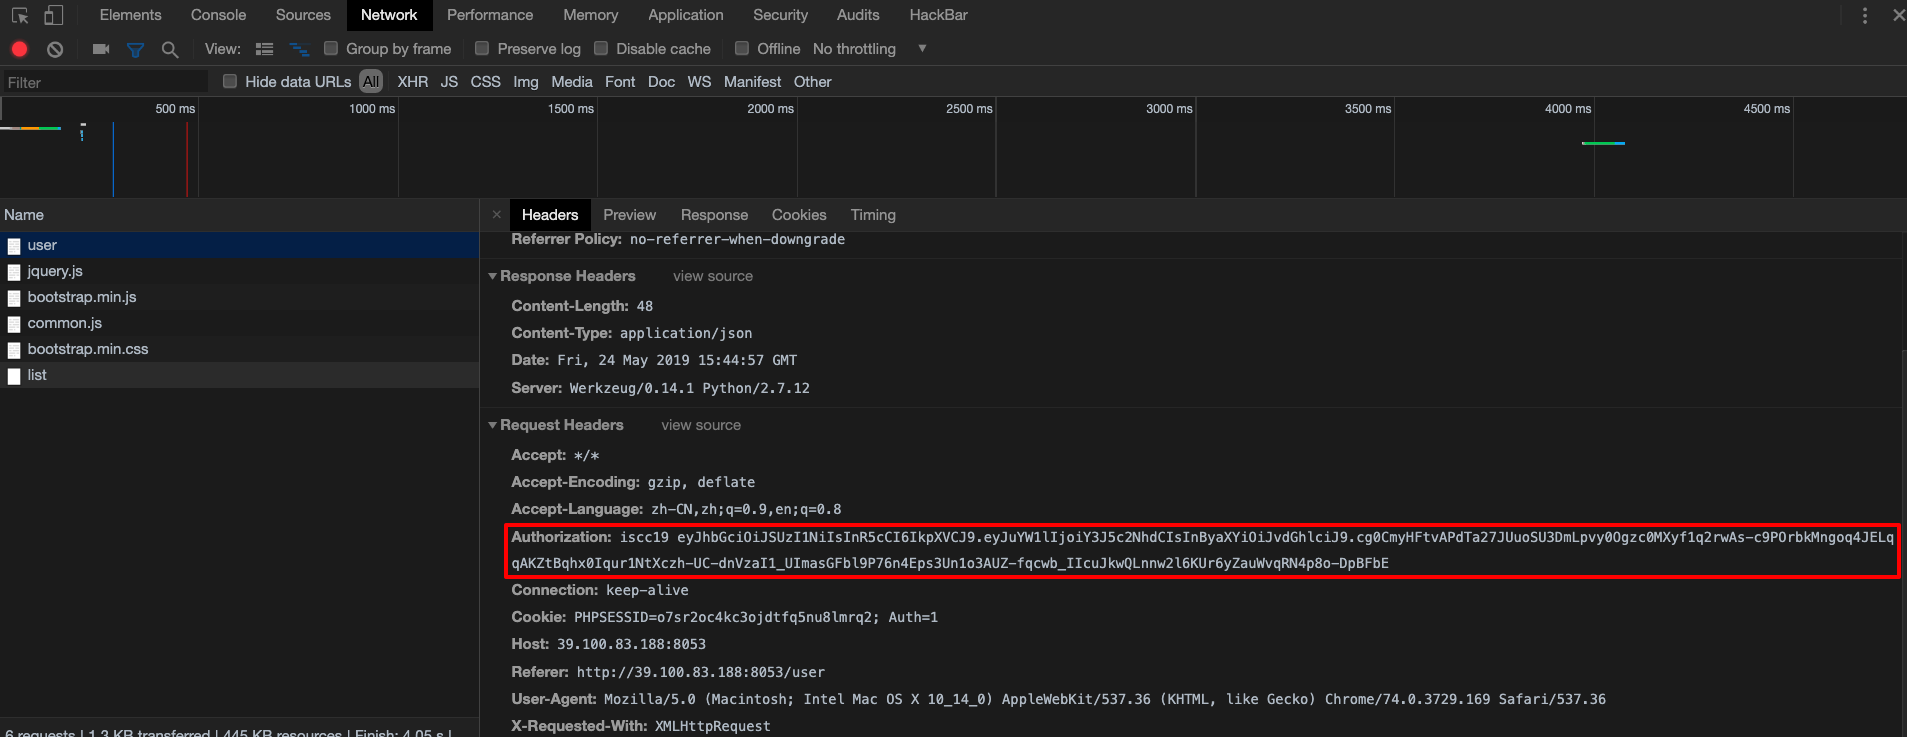 Elements Console Sources Network Performance Memory Application Security Audits HackBar
View: Group by frame Preserve log Disable cache Offline No throttling
Filter Hide data URLs All XHR JS CSS Img Media Font Doc WS Manifest Other
500 ms 1000 ms 1500 ms 2000 ms 2500 ms 3000 ms 3500 ms 4000 ms 4500 ms
Name
user
jquery.js
bootstrap.min.js
common.js
bootstrap.min.css
list
6 requests | 1.3 KB transferred | 445 KB resources | Finish: 4.05 s |
× Headers Preview Response Cookies Timing
Referrer Policy: no-referrer-when-downgrade
Response Headers view source
Content-Length: 48
Content-Type: application/json
Date: Fri, 24 May 2019 15:44:57 GMT
Server: Werkzeug/0.14.1 Python/2.7.12
Request Headers view source
Accept: */*
Accept-Encoding: gzip, deflate
Accept-Language: zh-CN,zh;q=0.9,en;q=0.8
Authorization: iscc19 eyJhbGciOiJSUzI1NiIsInR5cCI6IkpXVCJ9.eyJuYW1lIjoiY3J5c2NhdCIsInByaXYiOiJvdGhlciJ9.cg0CmyHFtvAPdTa27JUuoSU3DmLpvy0Ogzc0MXyf1q2rwAs-c9POrbkMngoq4JELq
qAKZtBqhx0Iqur1NtXczh-UC-dnVzaI1_UImasGFbl9P76n4Eps3Un1o3AUZ-fqcwb_IIcuJkwQLnnw2l6KUr6yZauWvqRN4p8o-DpBFbE
Connection: keep-alive
Cookie: PHPSESSID=o7sr2oc4kc3ojdtfq5nu8lmrq2; Auth=1
Host: 39.100.83.188:8053
Referer: http://39.100.83.188:8053/user
User-Agent: Mozilla/5.0 (Macintosh; Intel Mac OS X 10_14_0) AppleWebKit/537.36 (KHTML, like Gecko) Chrome/74.0.3729.169 Safari/537.36
X-Requested-With: XMLHttpRequest